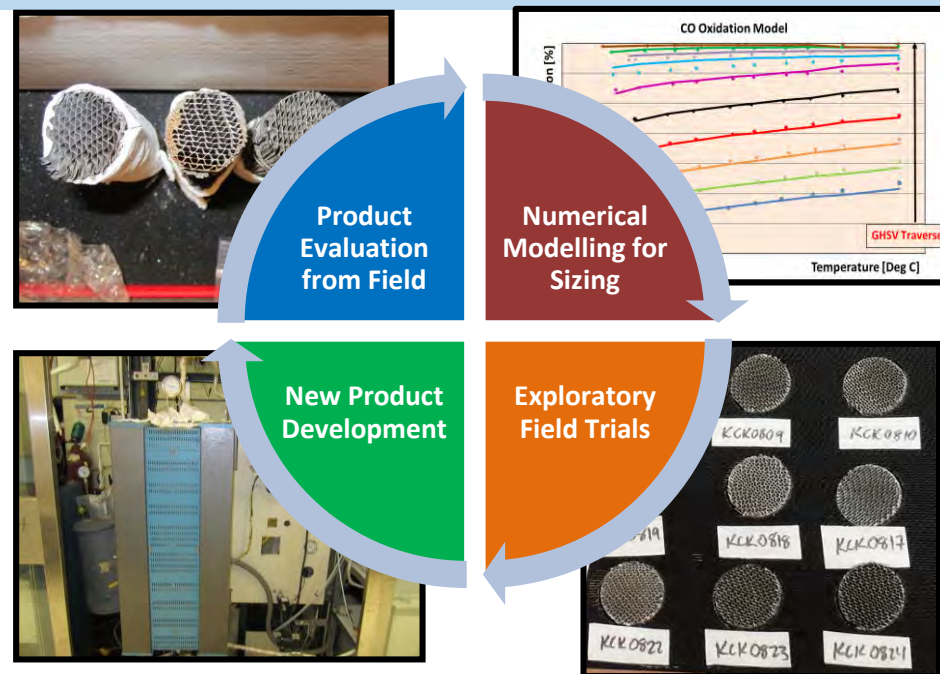 CO Oxidation Model
GHSV Traverse
Temperature [Deg C]
Product
Evaluation
from Field
Numerical
Modelling for
Sizing
New Product
Development
Exploratory
Field Trials
KCK0809
KCK0810
KCK0818
KCK0817
KCK0822
KCK0823
KCK0824